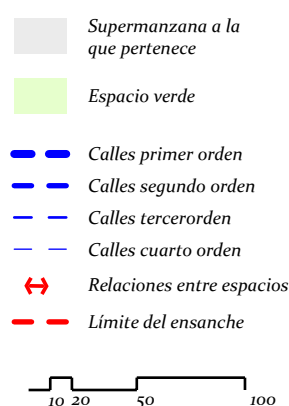 Supermanzana a la
que pertenece
Espacio verde
Calles primer orden
Calles segundo orden
Calles tercerorden
Calles cuarto orden
Relaciones entre espacios
Límite del ensanche
10 20 50 100